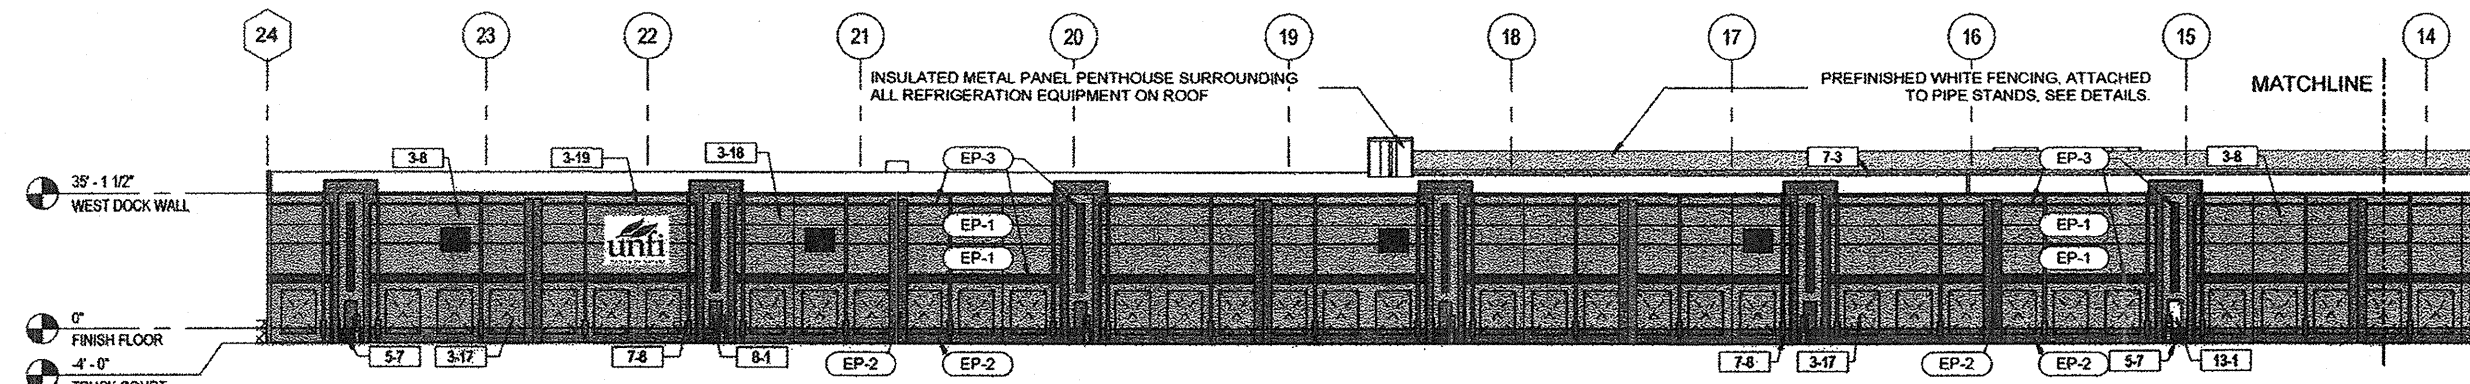 24
23
22
21
20
19
18
17
16
15
14
INSULATED METAL PANEL PENTHOUSE SURROUNDING
ALL REFRIGERATION EQUIPMENT ON ROOF
PREFINISHED WHITE FENCING, ATTACHED
TO PIPE STANDS, SEE DETAILS.
MATCHLINE
3-8
3-19
3-18
EP-3
7-3
EP-3
3-8
35' - 1 1/2"
WEST DOCK WALL
unfi
EP-1
EP-1
EP-1
EP-1
0"
FINISH FLOOR
-4' - 0"
TRUCK COURT
5-7
3-17
7-8
8-1
EP-2
EP-2
7-8
3-17
EP-2
EP-2
5-7
13-1